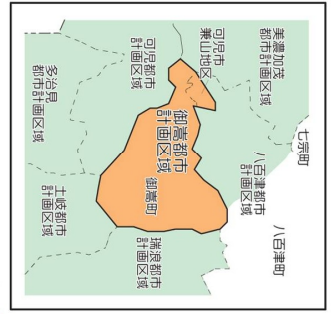 美濃加茂
都市計画区域
可児市
兼山地区
可児都市
計画区域
多治見
都市計画区域
七宗町
八百津都市
計画区域
八百津町
御嵩都市
計画区域
御嵩町
土岐都市
計画区域
瑞浪都市
計画区域